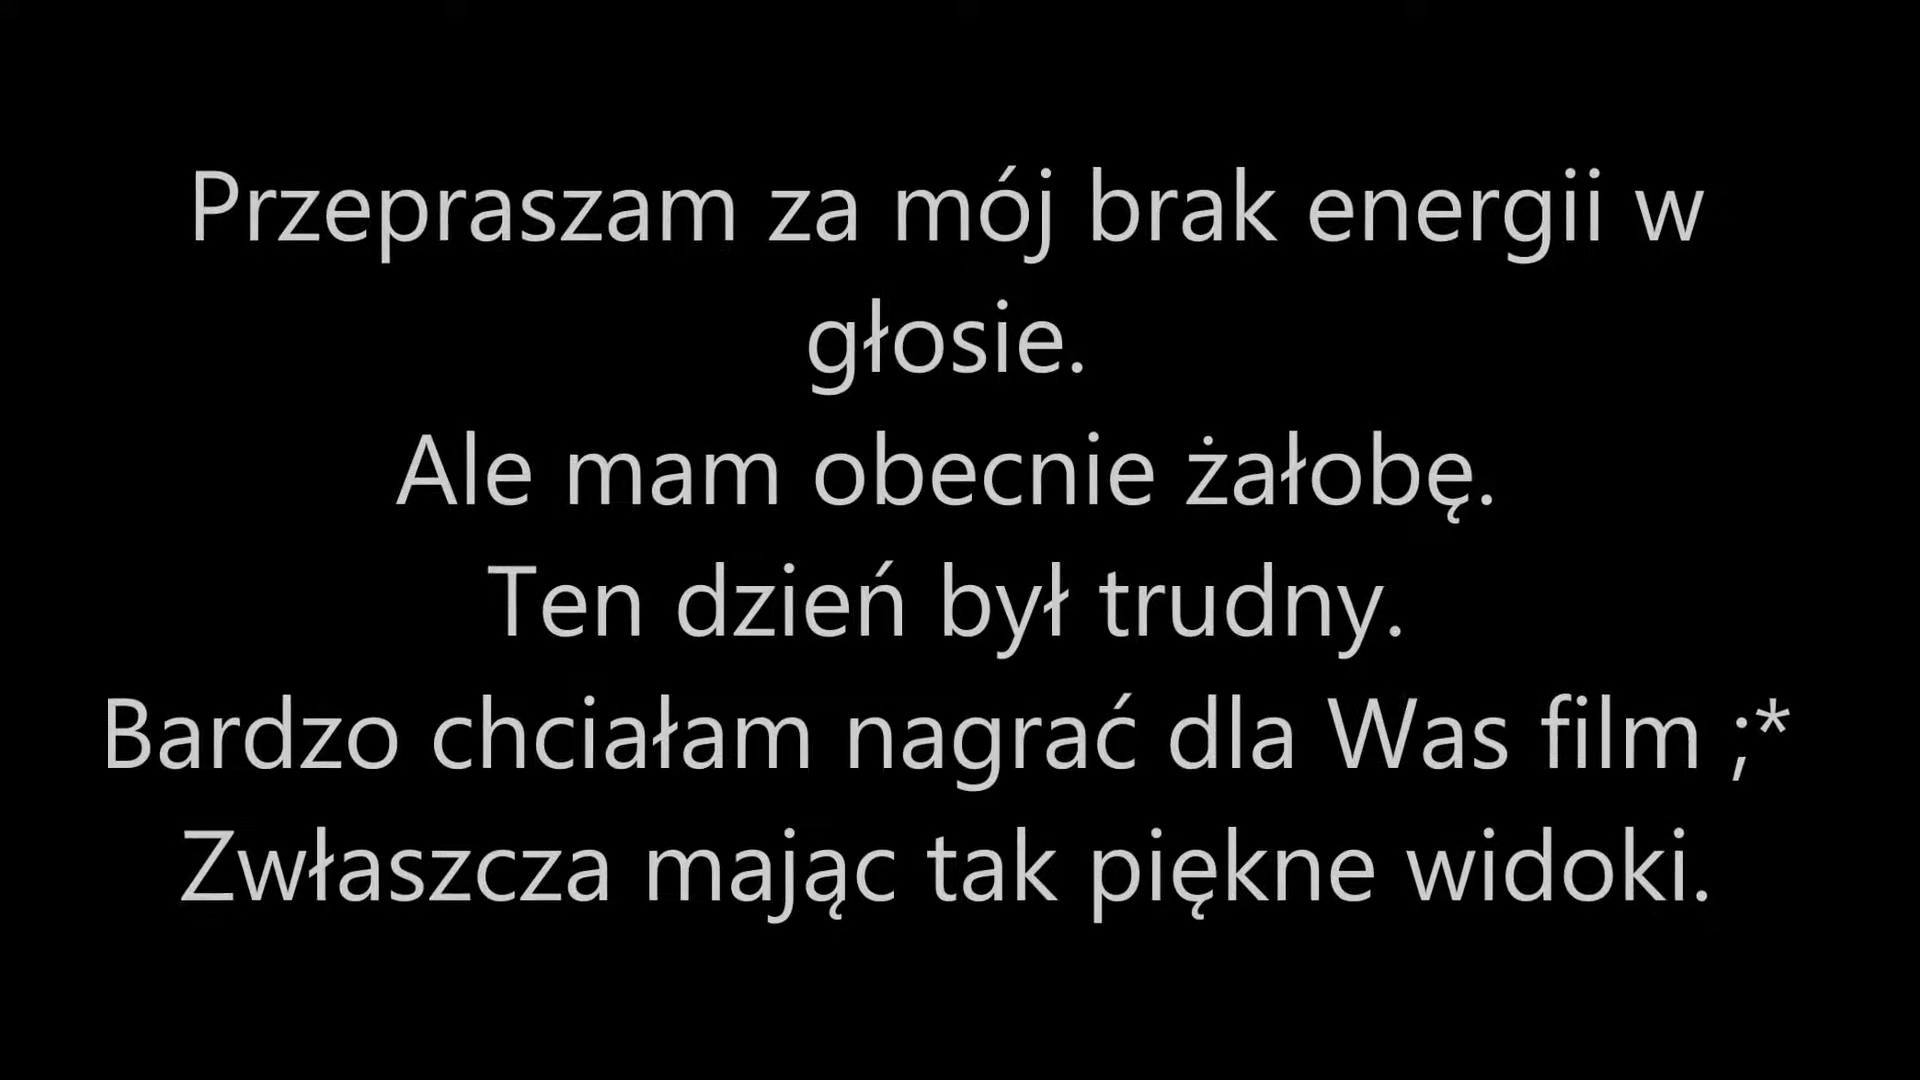 Przepraszam za mój brak energii w
głosie.
Ale mam obecnie żałobę.
Ten dzień był trudny.
Bardzo chciałam nagrać dla Was film ;*
Zwłaszcza mając tak piękne widoki.